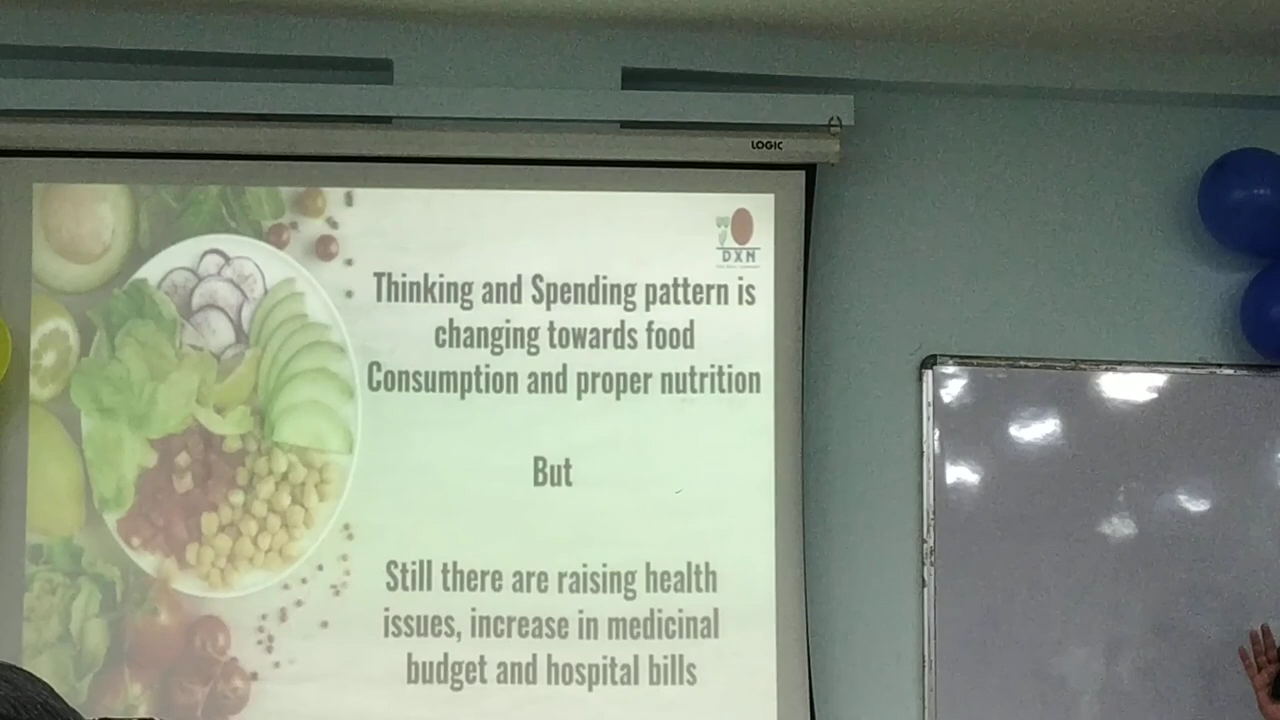 LOGIC
DXN
Thinking and Spending pattern is
changing towards food
Consumption and proper nutrition
But
Still there are raising health
issues, increase in medicinal
budget and hospital bills